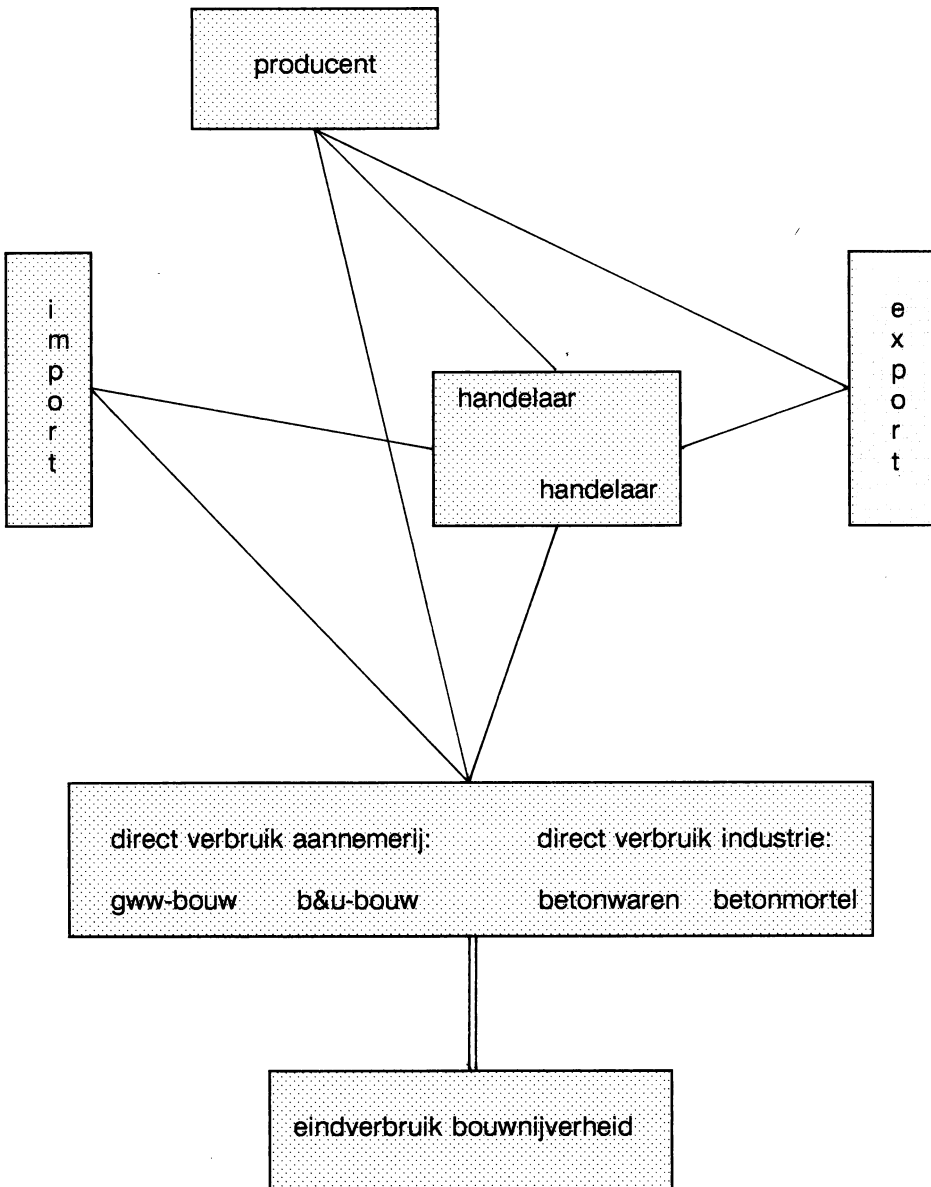 producent
import
export
handelaar
handelaar
direct verbruik aannemerij:
direct verbruik industrie:
gww-bouw b&u-bouw
betonwaren betonmortel
eindverbruik bouwnijverheid